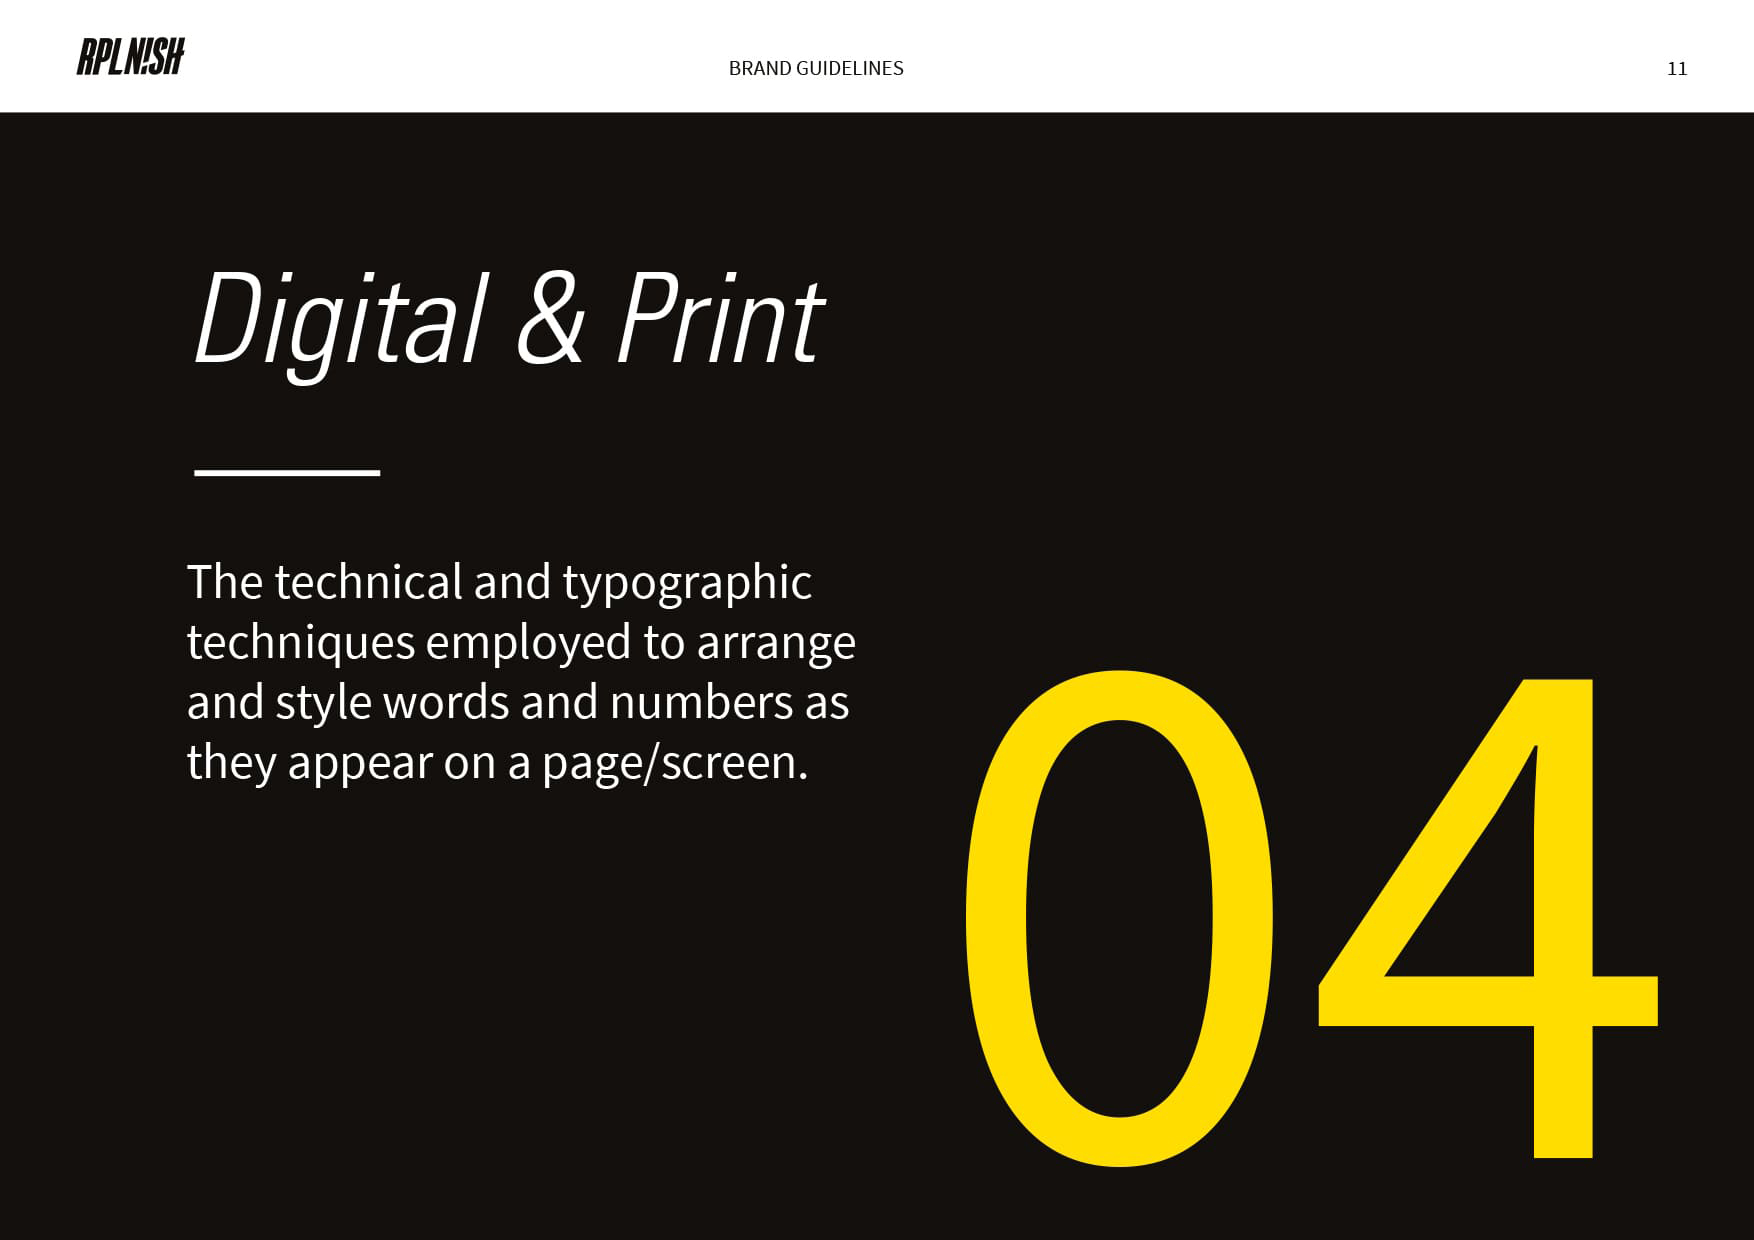 RPLN!SH
BRAND GUIDELINES
11
Digital & Print
The technical and typographic
techniques employed to arrange
and style words and numbers as
they appear on a page/screen.
04